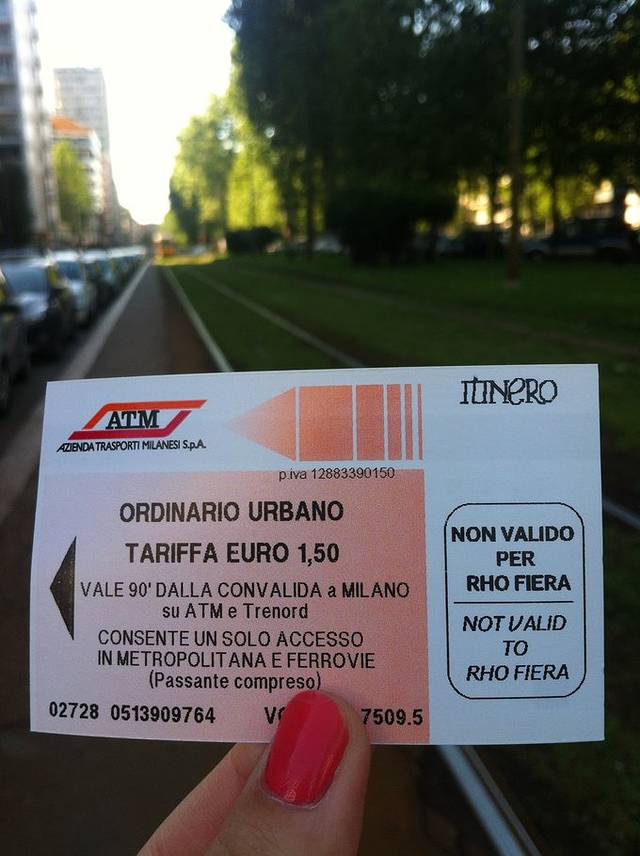 ATM
AZIENDA TRASPORTI MILANESI S.p.A.
ITINERO
p.iva 12883390150
ORDINARIO URBANO
TARIFFA EURO 1,50
VALE 90' DALLA CONVALIDA a MILANO
su ATM e Trenord
CONSENTE UN SOLO ACCESSO
IN METROPOLITANA E FERROVIE
(Passante compreso)
02728 0513909764 7509.5
NON VALIDO
PER
RHO FIERA
NOT VALID
TO
RHO FIERA